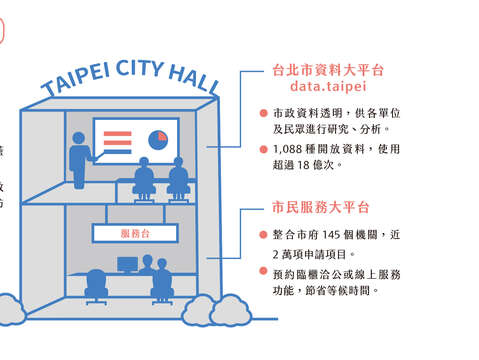 TAIPEI CITY HALL
台北市資料大平台
data.taipei
市政資料透明，供各單位
及民眾進行研究、分析。
1,088 種開放資料，使用
超過 18 億次。
服務台
市民服務大平台
整合市府 145 個機關，近
2 萬項申請項目。
預約臨櫃洽公或線上服務
功能，節省等候時間。